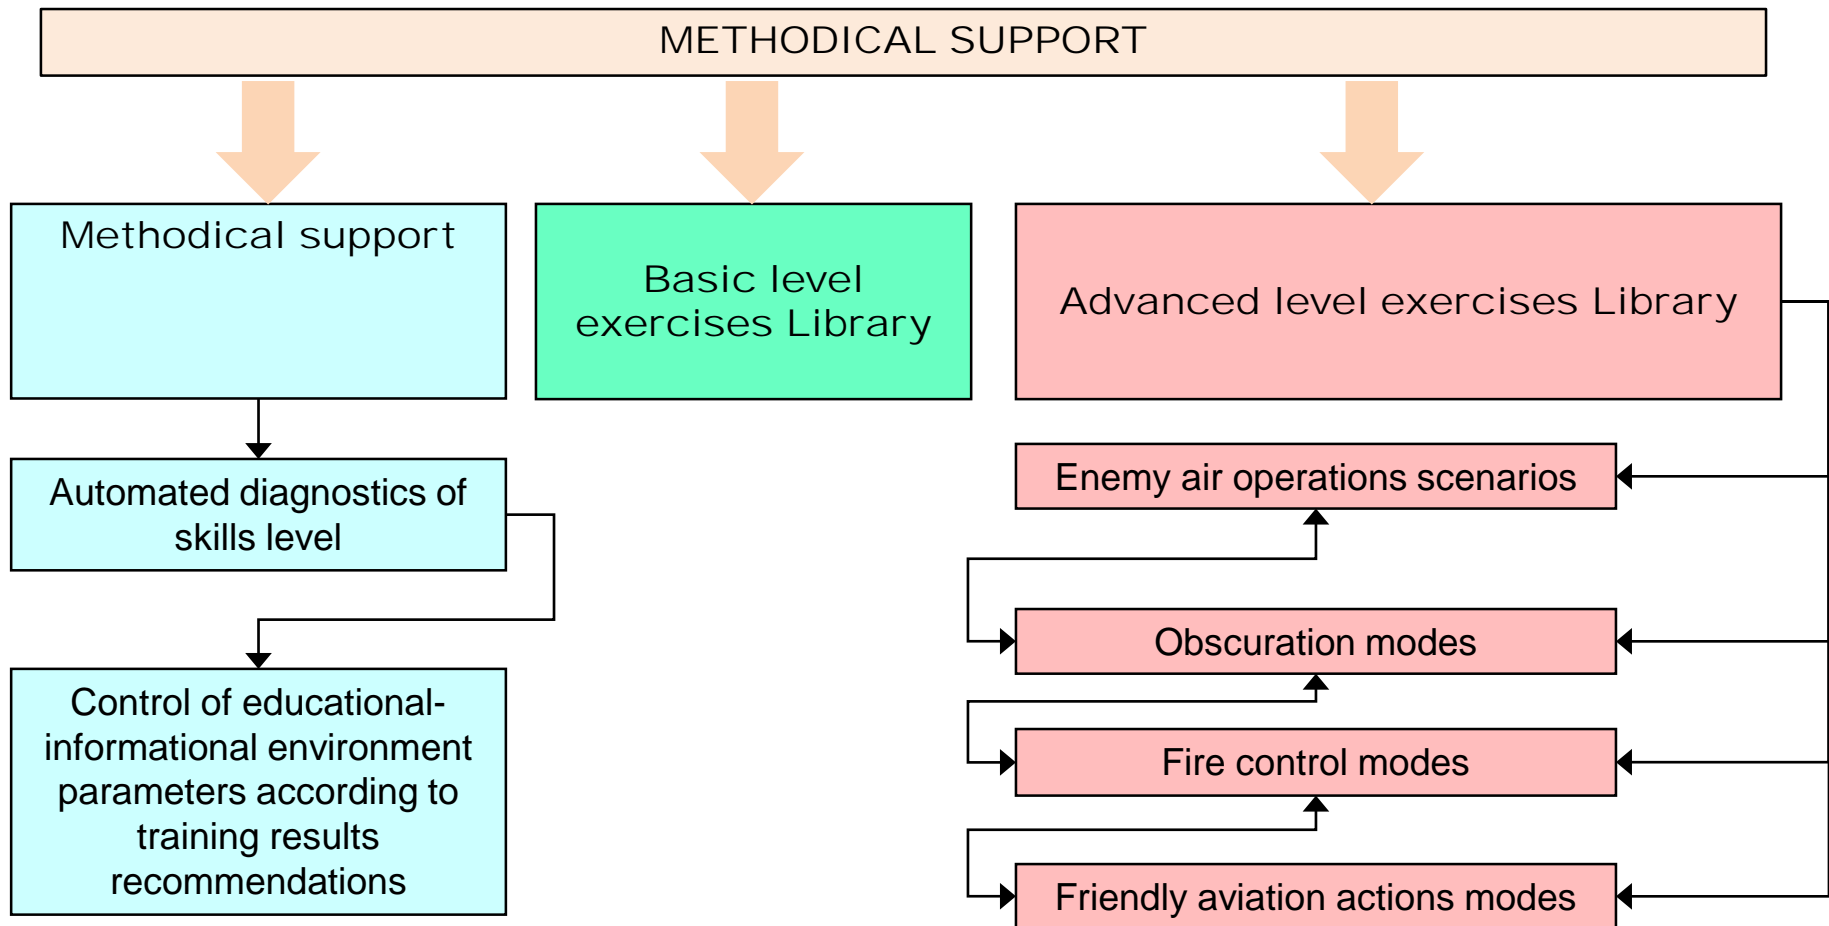 METHODICAL SUPPORT
Methodical support
Basic level
exercises Library
Advanced level exercises Library
Automated diagnostics of
skills level
Control of educational-
informational environment
parameters according to
training results
recommendations
Enemy air operations scenarios
Obscuration modes
Fire control modes
Friendly aviation actions modes